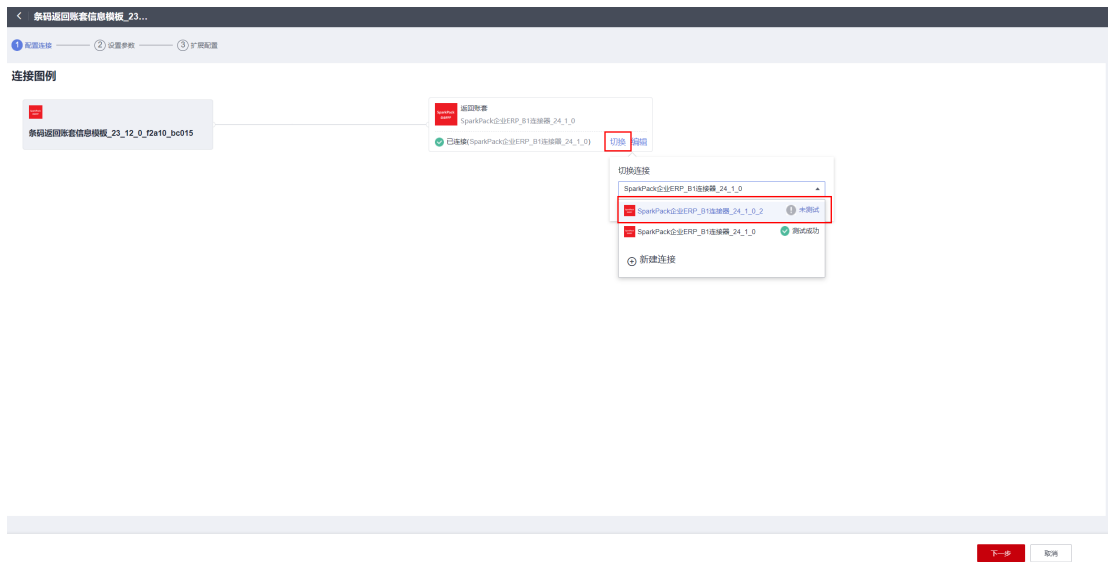 条码返回账套信息模板_23...
1 配置连接 2 设置参数 3 扩展配置
连接图例
条码返回账套信息模板_23_12_0_f2a10_bc015
返回账套
SparkPack企业ERP_B1连接器_24_1_0
已连接(SparkPack企业ERP_B1连接器_24_1_0) 切换 编辑
切换连接
SparkPack企业ERP_B1连接器_24_1_0
SparkPack企业ERP_B1连接器_24_1_0_2 未测试
SparkPack企业ERP_B1连接器_24_1_0 测试成功
新建连接
下一步 取消